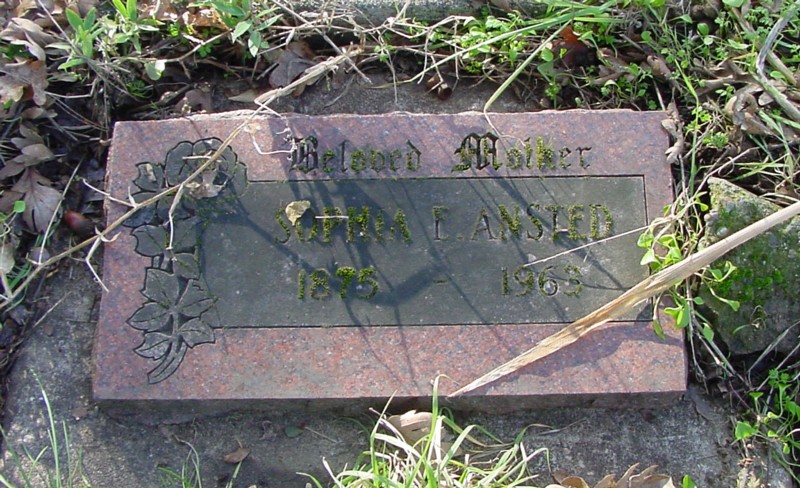 Beloved Mother
SOPHIA E. ANSTED
1875 - 1963